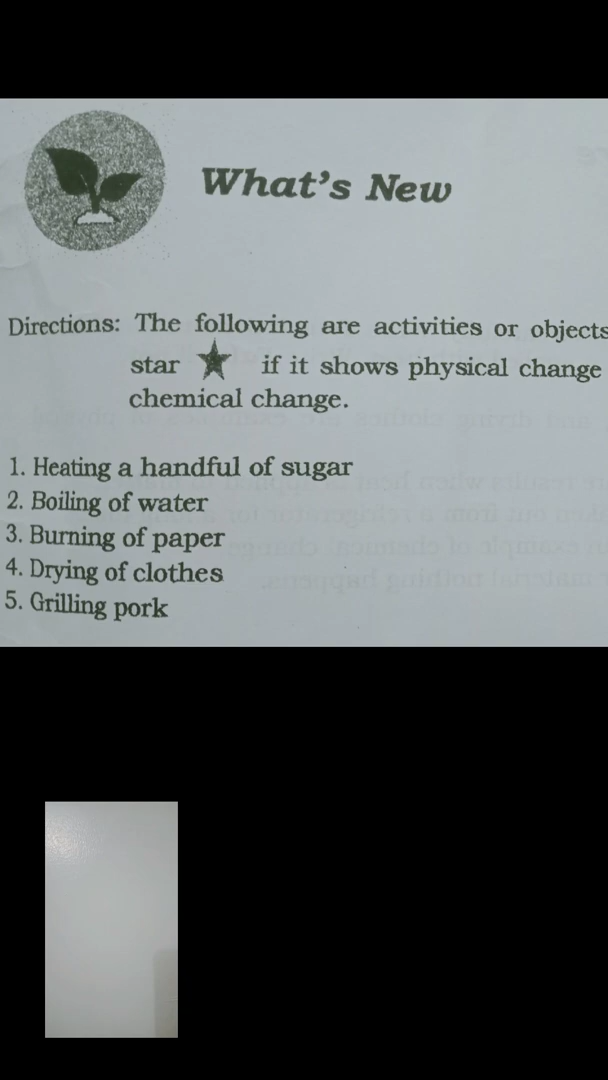 What's New
Directions: The following are activities or objects
star if it shows physical change
chemical change.
1. Heating a handful of sugar
2. Boiling of water
3. Burning of paper
4. Drying of clothes
5. Grilling pork